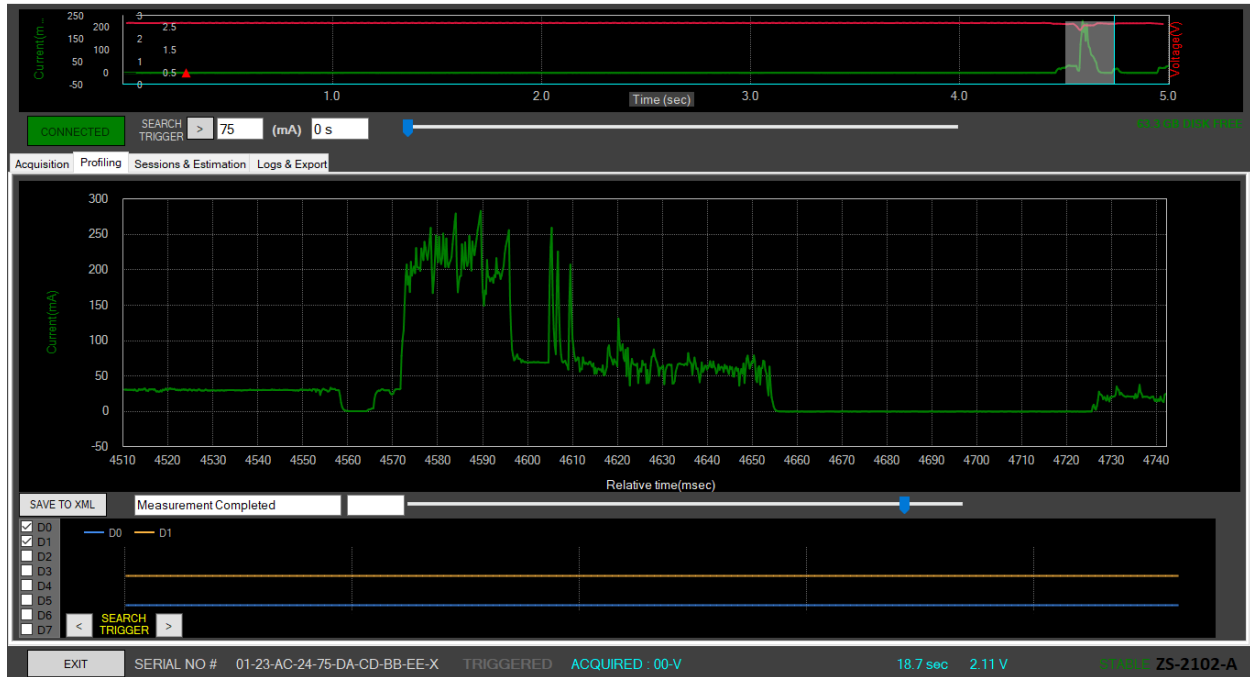 250
200
150
100
50
0
-50
Current(m...
3
2.5
2
1.5
1
0.5
0
Voltage(V)
1.0 2.0 Time (sec) 3.0 4.0 5.0
CONNECTED SEARCH TRIGGER > 75 (mA) 0 s 63.3 GB DISK FREE
Acquisition Profiling Sessions & Estimation Logs & Export
300
250
200
150
100
50
0
-50
Current(mA)
4510 4520 4530 4540 4550 4560 4570 4580 4590 4600 4610 4620 4630 4640 4650 4660 4670 4680 4690 4700 4710 4720 4730 4740
Relative time(msec)
SAVE TO XML Measurement Completed
D0
D1
D2
D3
D4
D5
D6
D7
D0 D1
< SEARCH TRIGGER >
EXIT SERIAL NO # 01-23-AC-24-75-DA-CD-BB-EE-X TRIGGERED ACQUIRED : 00-V 18.7 sec 2.11 V STABLE ZS-2102-A